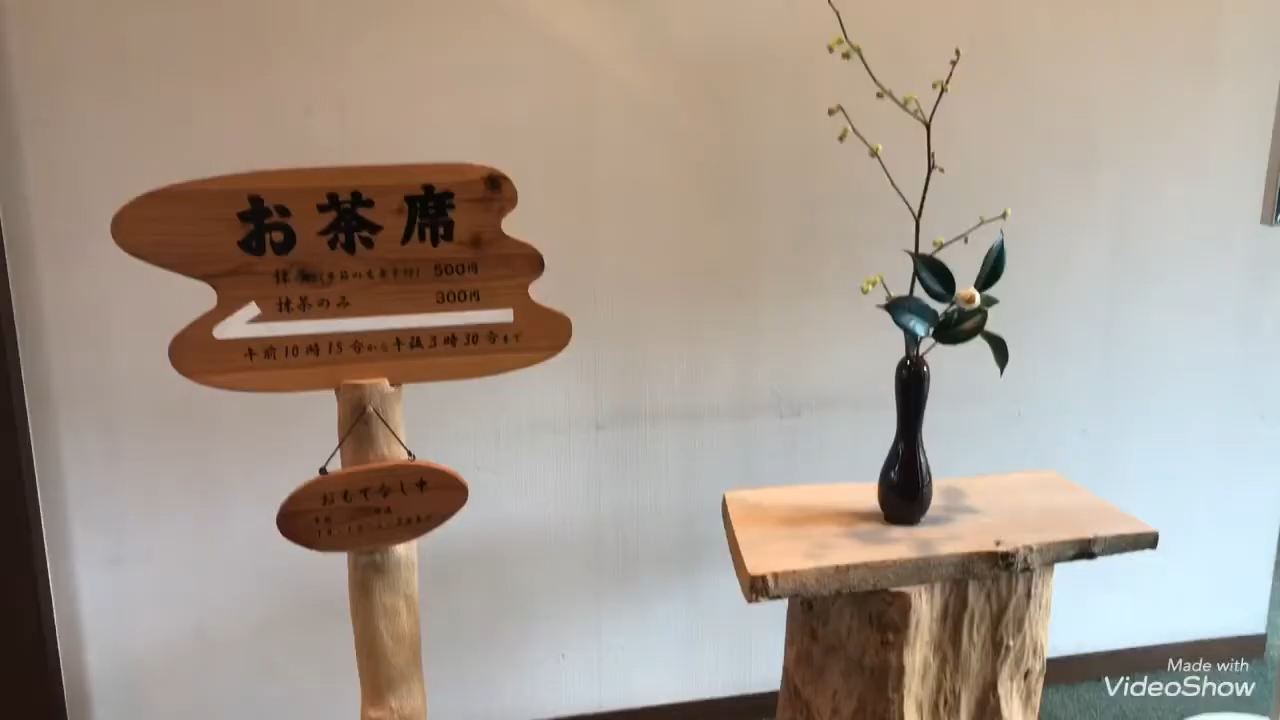 お茶席
抹茶(季節のお菓子付) 500円
抹茶のみ 300円
午前10時15分から午後3時30分まで
おもてなし中
Made with
VideoShow